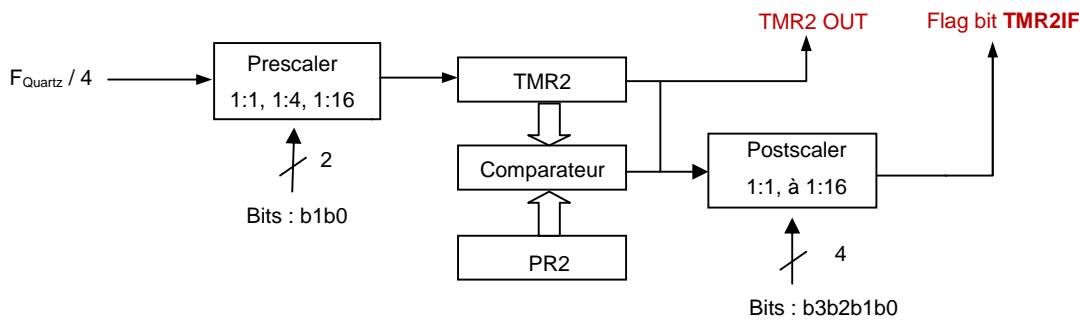 TMR2 OUT
Flag bit TMR2IF
F_Quartz / 4
Prescaler
1:1, 1:4, 1:16
TMR2
2
Comparateur
Postscaler
1:1, à 1:16
Bits : b1b0
PR2
4
Bits : b3b2b1b0